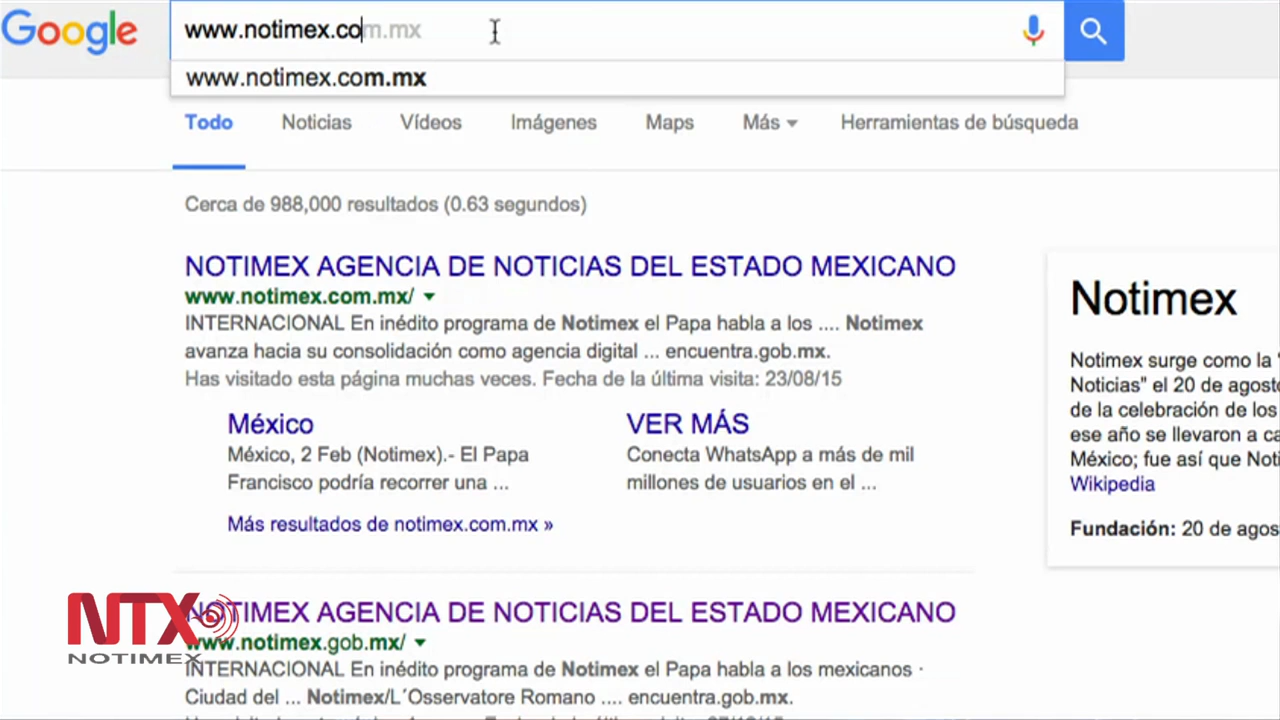 Google
www.notimex.com.mx
www.notimex.com.mx
Todo Noticias Vídeos Imágenes Maps Más Herramientas de búsqueda
Cerca de 988,000 resultados (0.63 segundos)
NOTIMEX AGENCIA DE NOTICIAS DEL ESTADO MEXICANO
www.notimex.com.mx/
INTERNACIONAL En inédito programa de Notimex el Papa habla a los .... Notimex
avanza hacia su consolidación como agencia digital ... encuentra.gob.mx.
Has visitado esta página muchas veces. Fecha de la última visita: 23/08/15
México
México, 2 Feb (Notimex).- El Papa
Francisco podría recorrer una ...
VER MÁS
Conecta WhatsApp a más de mil
millones de usuarios en el ...
Más resultados de notimex.com.mx »
NOTIMEX AGENCIA DE NOTICIAS DEL ESTADO MEXICANO
www.notimex.gob.mx/
INTERNACIONAL En inédito programa de Notimex el Papa habla a los mexicanos ·
Ciudad del ... Notimex/L´Osservatore Romano .... encuentra.gob.mx.
Notimex
Notimex surge como la "
Noticias" el 20 de agosto
de la celebración de los
ese año se llevaron a ca
México; fue así que Noti
Wikipedia
Fundación: 20 de agos
NTX
NOTIMEX